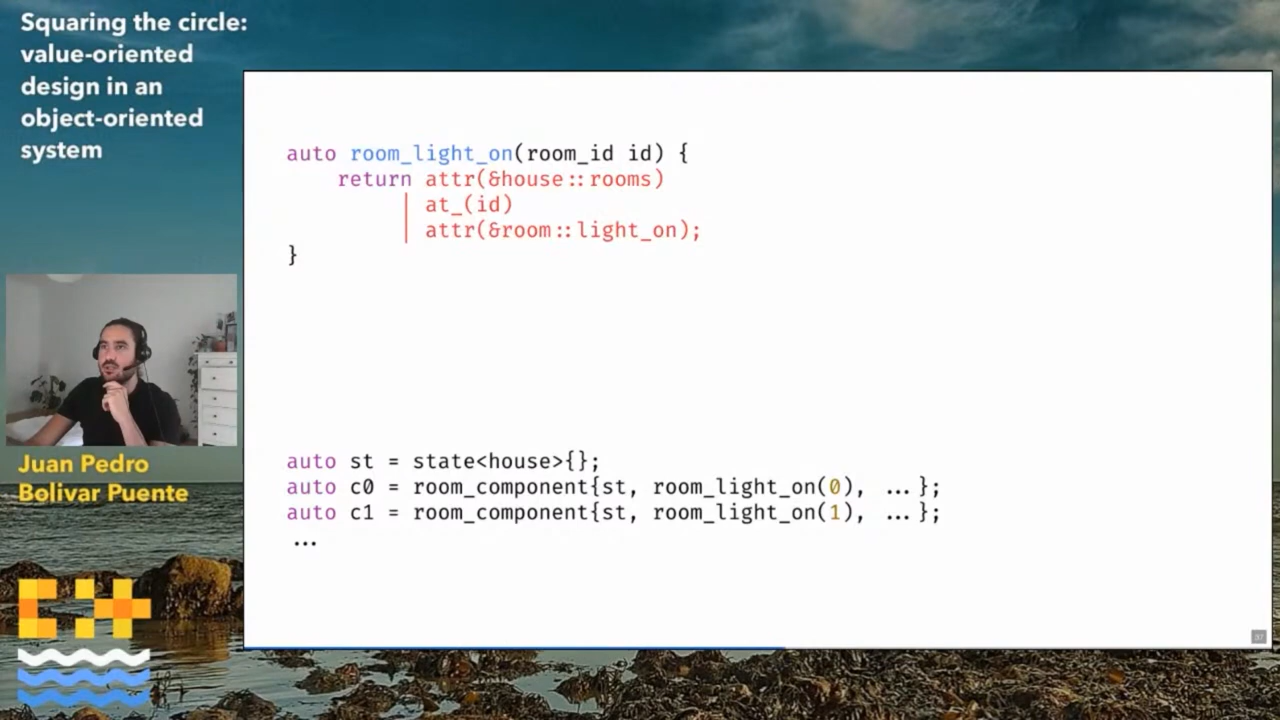 Squaring the circle:
value-oriented
design in an
object-oriented
system
auto room_light_on(room_id id) {
return attr(&house::rooms)
| at_(id)
| attr(&room::light_on);
}
auto st = state<house>{};
auto c0 = room_component{st, room_light_on(0), ...};
auto c1 = room_component{st, room_light_on(1), ...};
...
Juan Pedro
Bolivar Puente
37